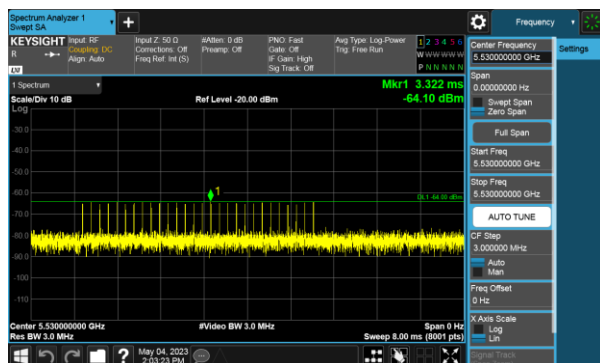 Spectrum Analyzer 1
Swept SA
Frequency
KEYSIGHT
R
LXI
Input: RF
Coupling: DC
Align: Auto
Input Z: 50 Ω
Corrections: Off
Freq Ref: Int (S)
#Atten: 0 dB
Preamp: Off
PNO: Fast
Gate: Off
IF Gain: High
Sig Track: Off
Avg Type: Log-Power
Trig: Free Run
1 2 3 4 5 6
W W W W W W
P N N N N N
1 Spectrum
Scale/Div 10 dB
Log
Ref Level -20.00 dBm
Mkr1 3.322 ms
-64.10 dBm
-30.0
-40.0
-50.0
-60.0
-70.0
-80.0
-90.0
-100
-110
1
DL1 -64.00 dBm
Center 5.530000000 GHz
Res BW 3.0 MHz
#Video BW 3.0 MHz
Span 0 Hz
Sweep 8.00 ms (8001 pts)
May 04, 2023
2:03:23 PM
Center Frequency
5.530000000 GHz
Span
0.00000000 Hz
Swept Span
Zero Span
Full Span
Start Freq
5.530000000 GHz
Stop Freq
5.530000000 GHz
AUTO TUNE
CF Step
3.000000 MHz
Auto
Man
Freq Offset
0 Hz
X Axis Scale
Log
Lin
Signal Track
Settings